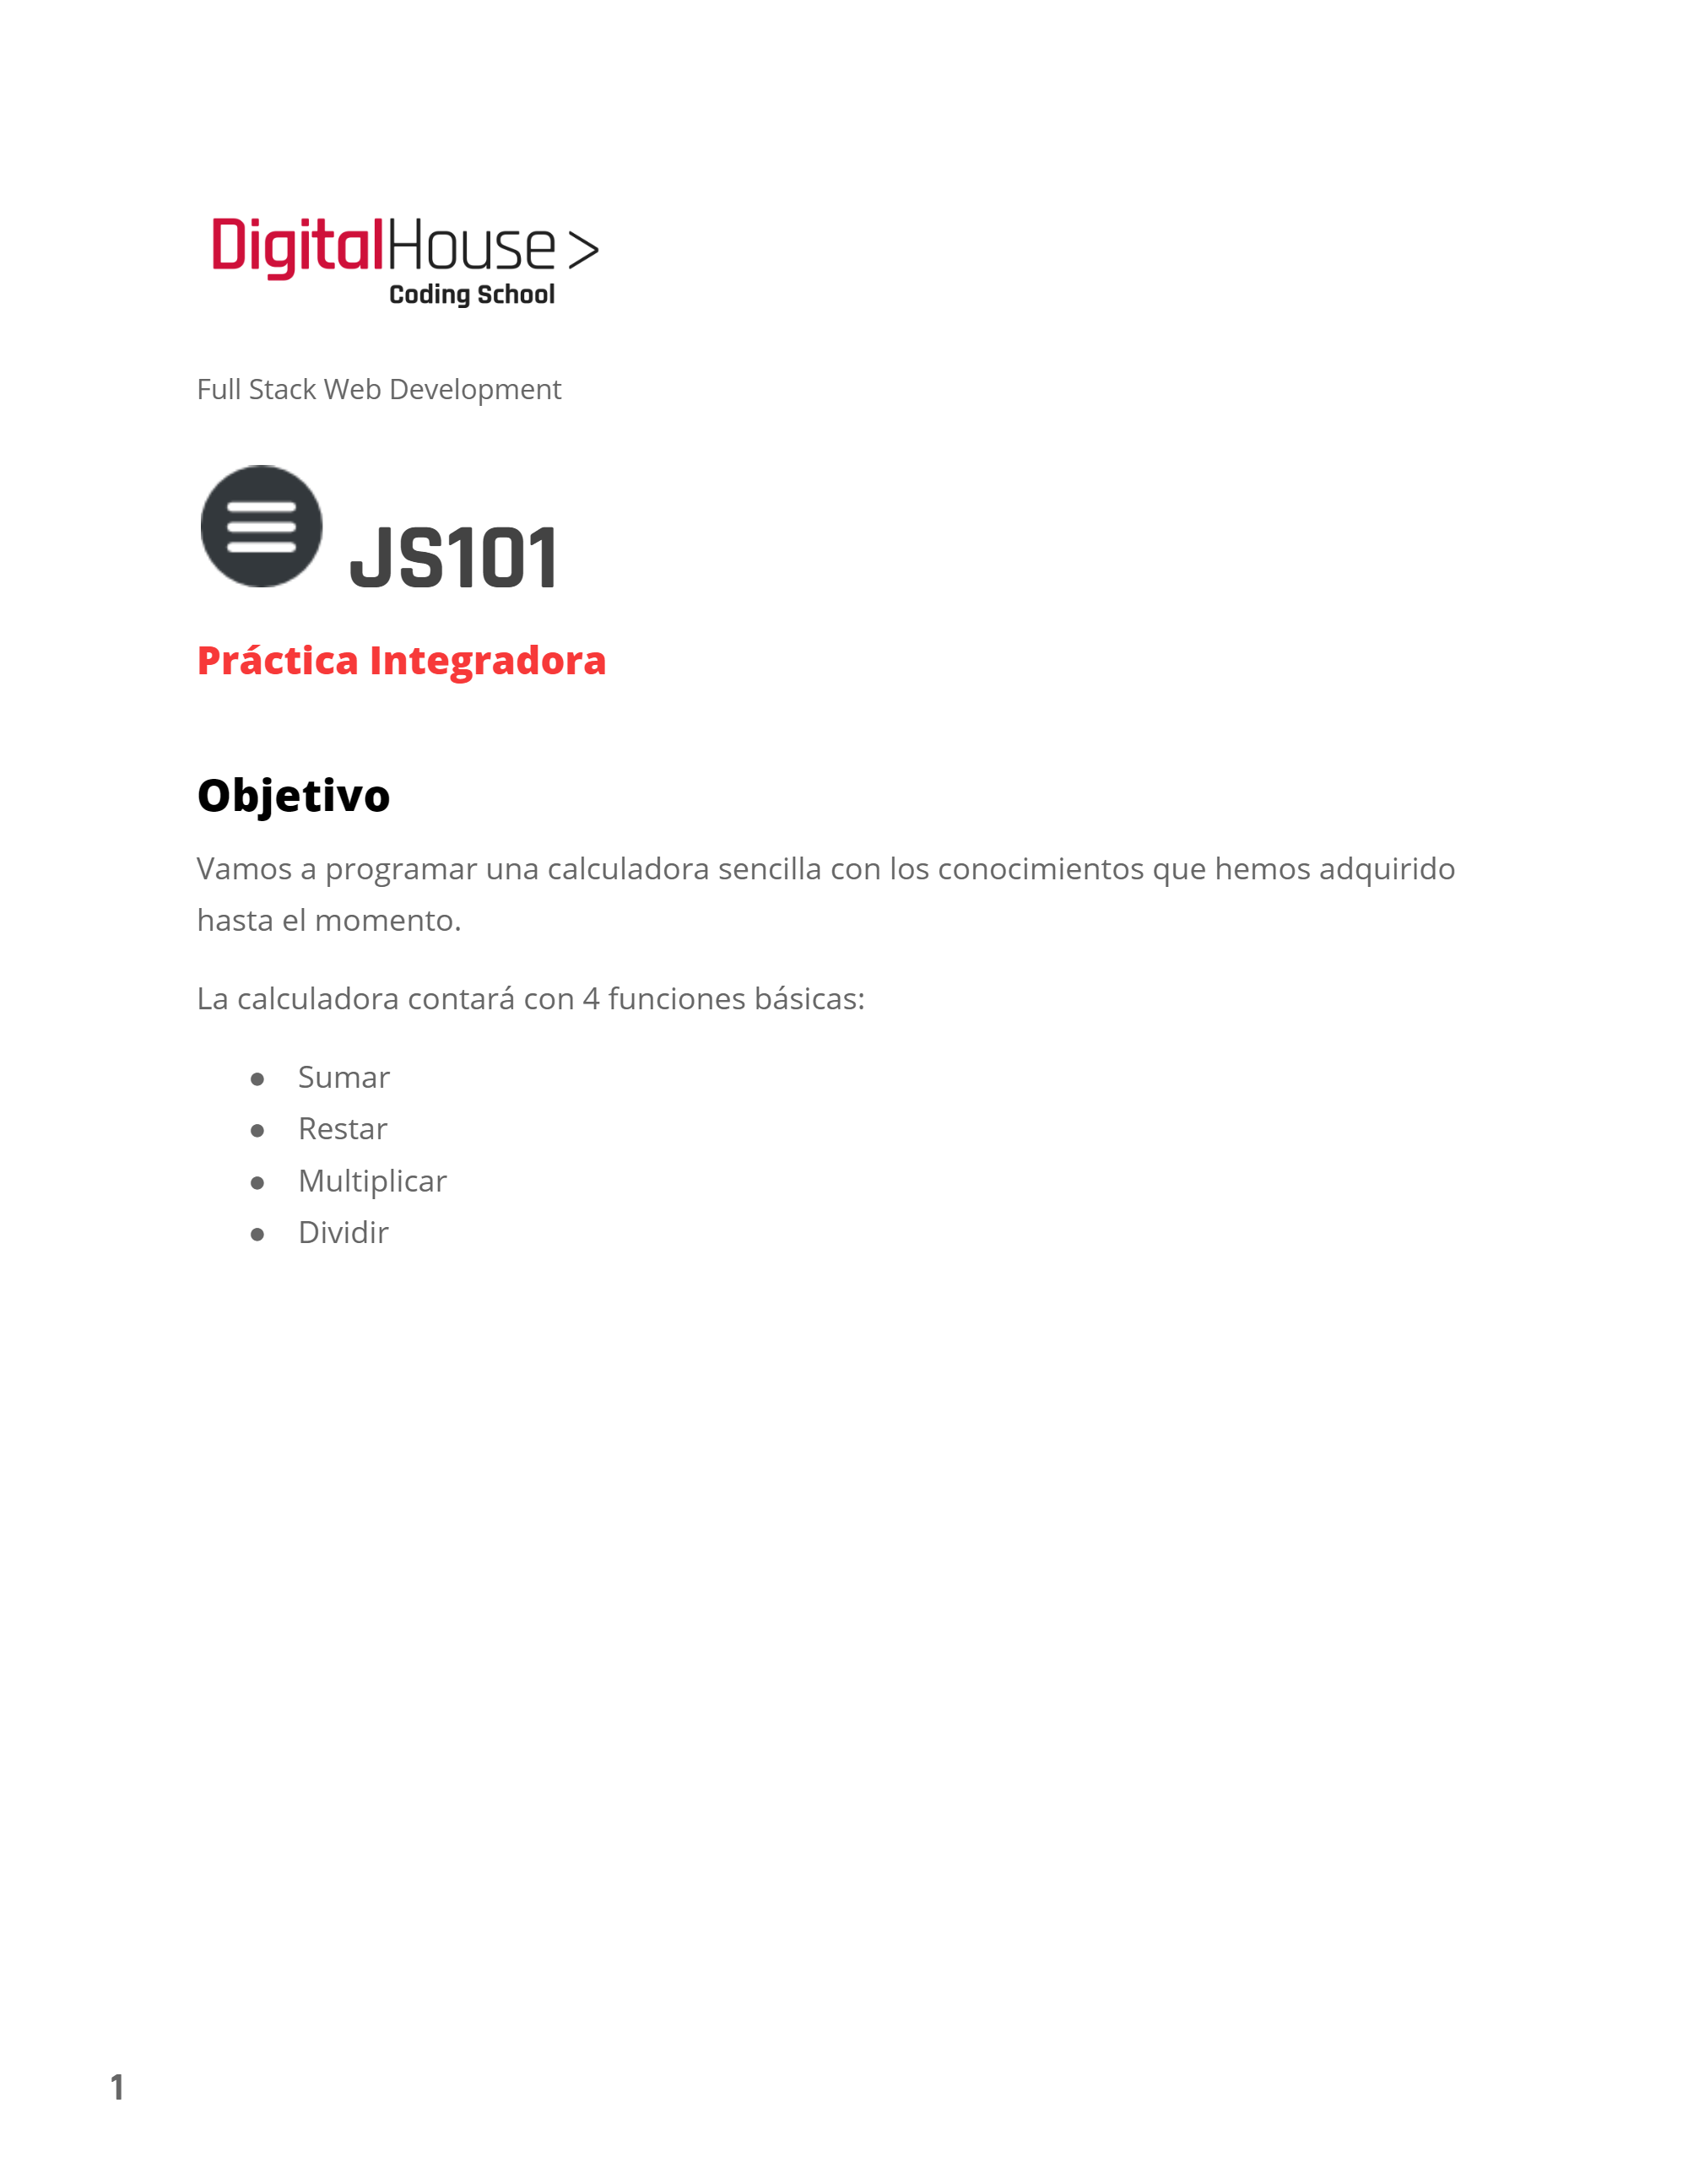 DigitalHouse >
Coding School
Full Stack Web Development
JS101
Práctica Integradora
Objetivo
Vamos a programar una calculadora sencilla con los conocimientos que hemos adquirido
hasta el momento.
La calculadora contará con 4 funciones básicas:
● Sumar
● Restar
● Multiplicar
● Dividir
1